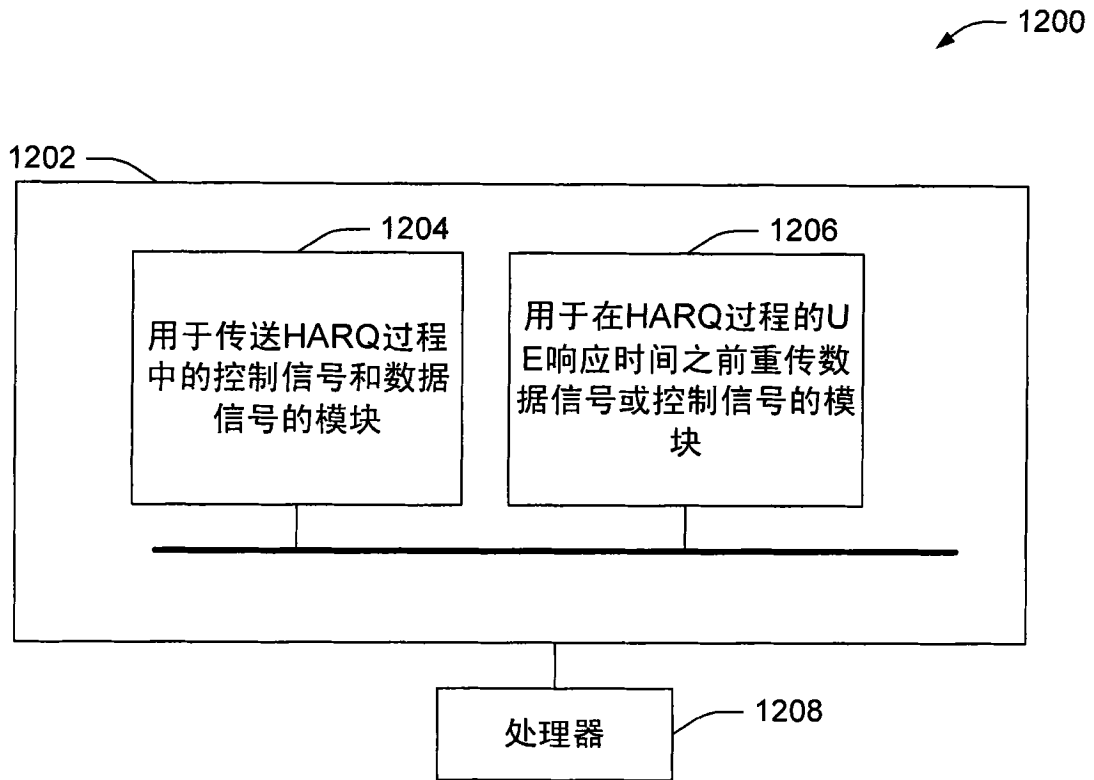 1200
1202
1204
1206
用于传送HARQ过程
中的控制信号和数据
信号的模块
用于在HARQ过程的U
E响应时间之前重传数
据信号或控制信号的模
块
处理器
1208